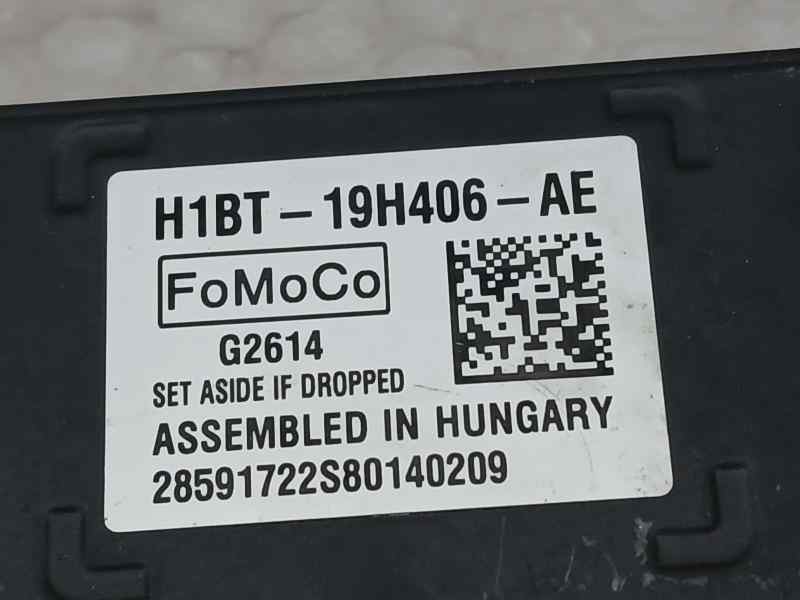 H1BT-19H406-AE
FoMoCo
G2614
SET ASIDE IF DROPPED
ASSEMBLED IN HUNGARY
28591722S80140209